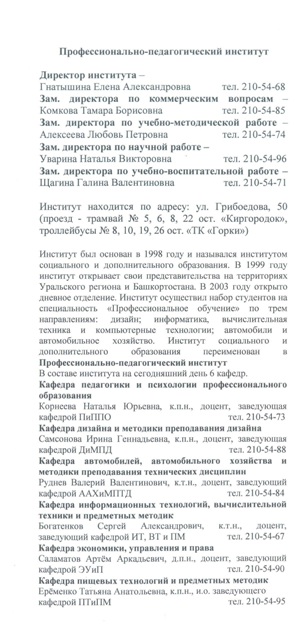 Профессионально-педагогический институт
Директор института –
Гнатышина Елена Александровна тел. 210-54-68
Зам. директора по коммерческим вопросам –
Комкова Тамара Борисовна тел. 210-54-85
Зам. директора по учебно-методической работе –
Алексеева Любовь Петровна тел. 210-54-74
Зам. директора по научной работе –
Уварина Наталья Викторовна тел. 210-54-96
Зам. директора по учебно-воспитательной работе –
Щагина Галина Валентиновна тел. 210-54-71
Институт находится по адресу: ул. Грибоедова, 50
(проезд - трамвай № 5, 6, 8, 22 ост. «Киргородок»,
троллейбусы № 8, 10, 19, 26 ост. «ТК «Горки»)
Институт был основан в 1998 году и назывался институтом
социального и дополнительного образования. В 1999 году
институт открывает свои представительства на территориях
Уральского региона и Башкортостана. В 2003 году открыто
дневное отделение. Институт осуществил набор студентов на
специальность «Профессиональное обучение» по трем
направлениям: дизайн; информатика, вычислительная
техника и компьютерные технологии; автомобили и
автомобильное хозяйство. Институт социального и
дополнительного образования переименован в
Профессионально-педагогический институт
В составе института на сегодняшний день 6 кафедр.
Кафедра педагогики и психологии профессионального
образования
Корнеева Наталья Юрьевна, к.п.н., доцент, заведующая
кафедрой ПиППО тел. 210-54-73
Кафедра дизайна и методики преподавания дизайна
Самсонова Ирина Геннадьевна, к.п.н., доцент, заведующая
кафедрой ДиМПД тел. 210-54-88
Кафедра автомобилей, автомобильного хозяйства и
методики преподавания технических дисциплин
Руднев Валерий Валентинович, к.т.н., доцент, заведующий
кафедрой ААХиМПТД тел. 210-54-84
Кафедра информационных технологий, вычислительной
техники и предметных методик
Богатенков Сергей Александрович, к.т.н., доцент,
заведующий кафедрой ИТ, ВТ и ПМ тел. 210-54-67
Кафедра экономики, управления и права
Саламатов Артём Аркадьевич, д.п.н., доцент, заведующий
кафедрой ЭУиП тел. 210-54-90
Кафедра пищевых технологий и предметных методик
Ерёменко Татьяна Анатольевна, к.п.н., и.о. заведующего
кафедрой ПТиПМ тел. 210-54-95